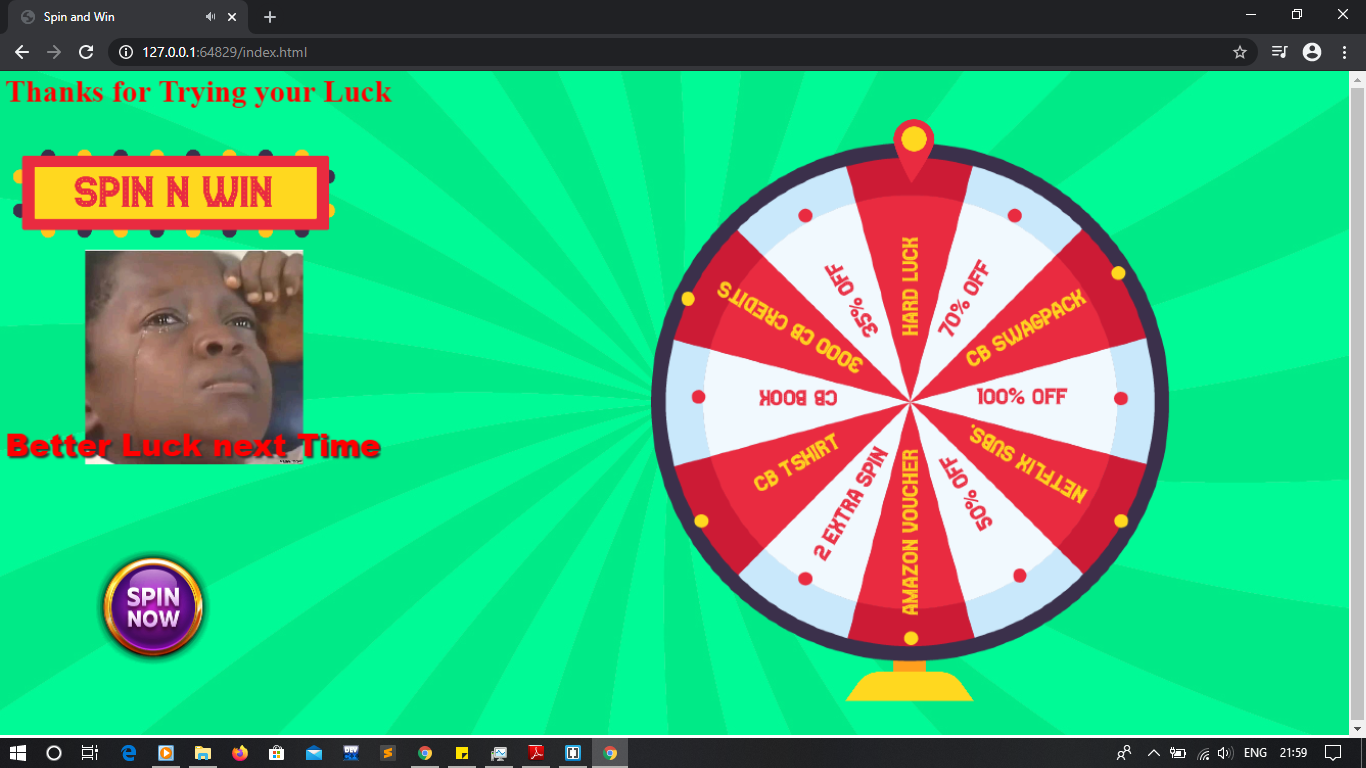 Spin and Win
127.0.0.1:64829/index.html
Thanks for Trying your Luck
SPIN N WIN
Better Luck next Time
SPIN
NOW
HARD LUCK
70% OFF
CB SWAGPACK
100% OFF
NETFLIX SUBS.
50% OFF
AMAZON VOUCHER
2 EXTRA SPIN
CB TSHIRT
CB BOOK
3000 CB CREDITS
35% OFF
ENG
21:59